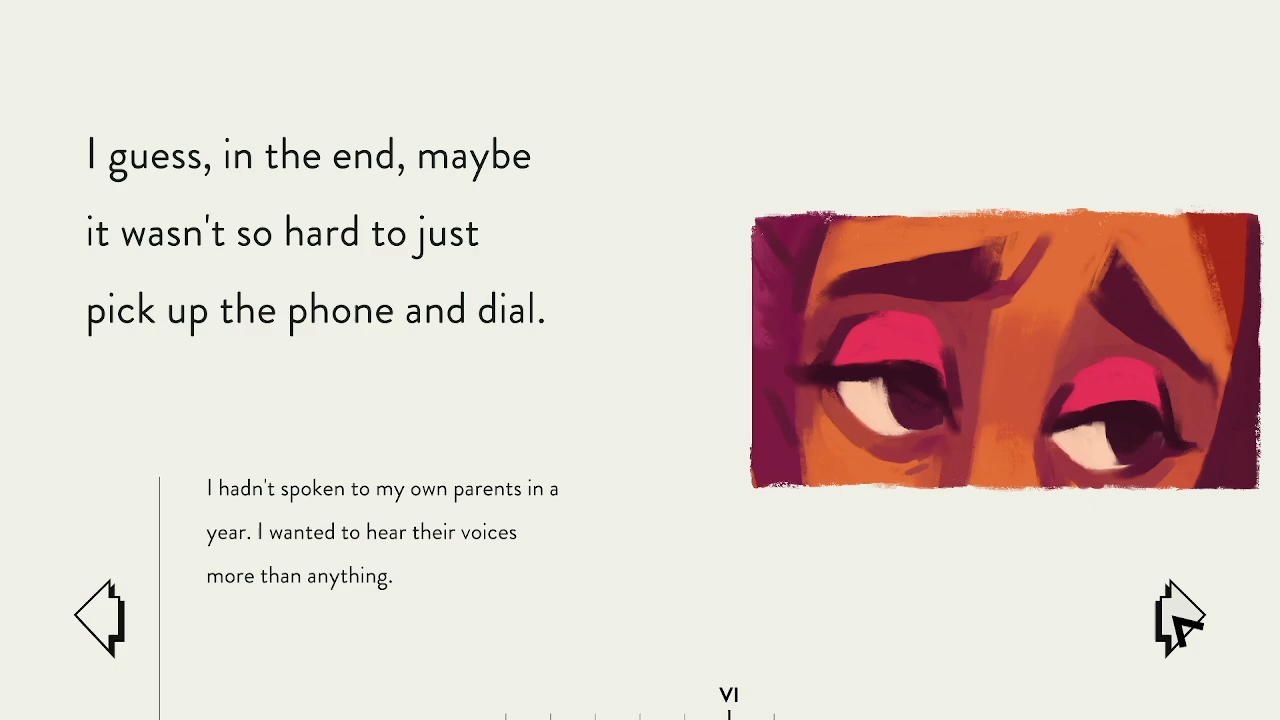 I guess, in the end, maybe
it wasn't so hard to just
pick up the phone and dial.
I hadn't spoken to my own parents in a
year. I wanted to hear their voices
more than anything.
VI